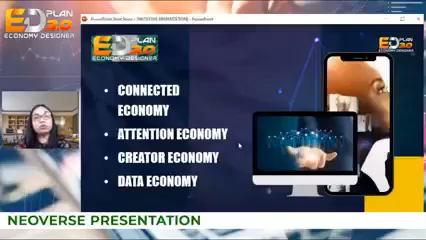 ED PLAN 3.0
ECONOMY DESIGNER
ED PLAN 3.0
ECONOMY DESIGNER
ED PLAN 3.0
ECONOMY DESIGNER
• CONNECTED
ECONOMY
• ATTENTION ECONOMY
• CREATOR ECONOMY
• DATA ECONOMY
NEOVERSE PRESENTATION